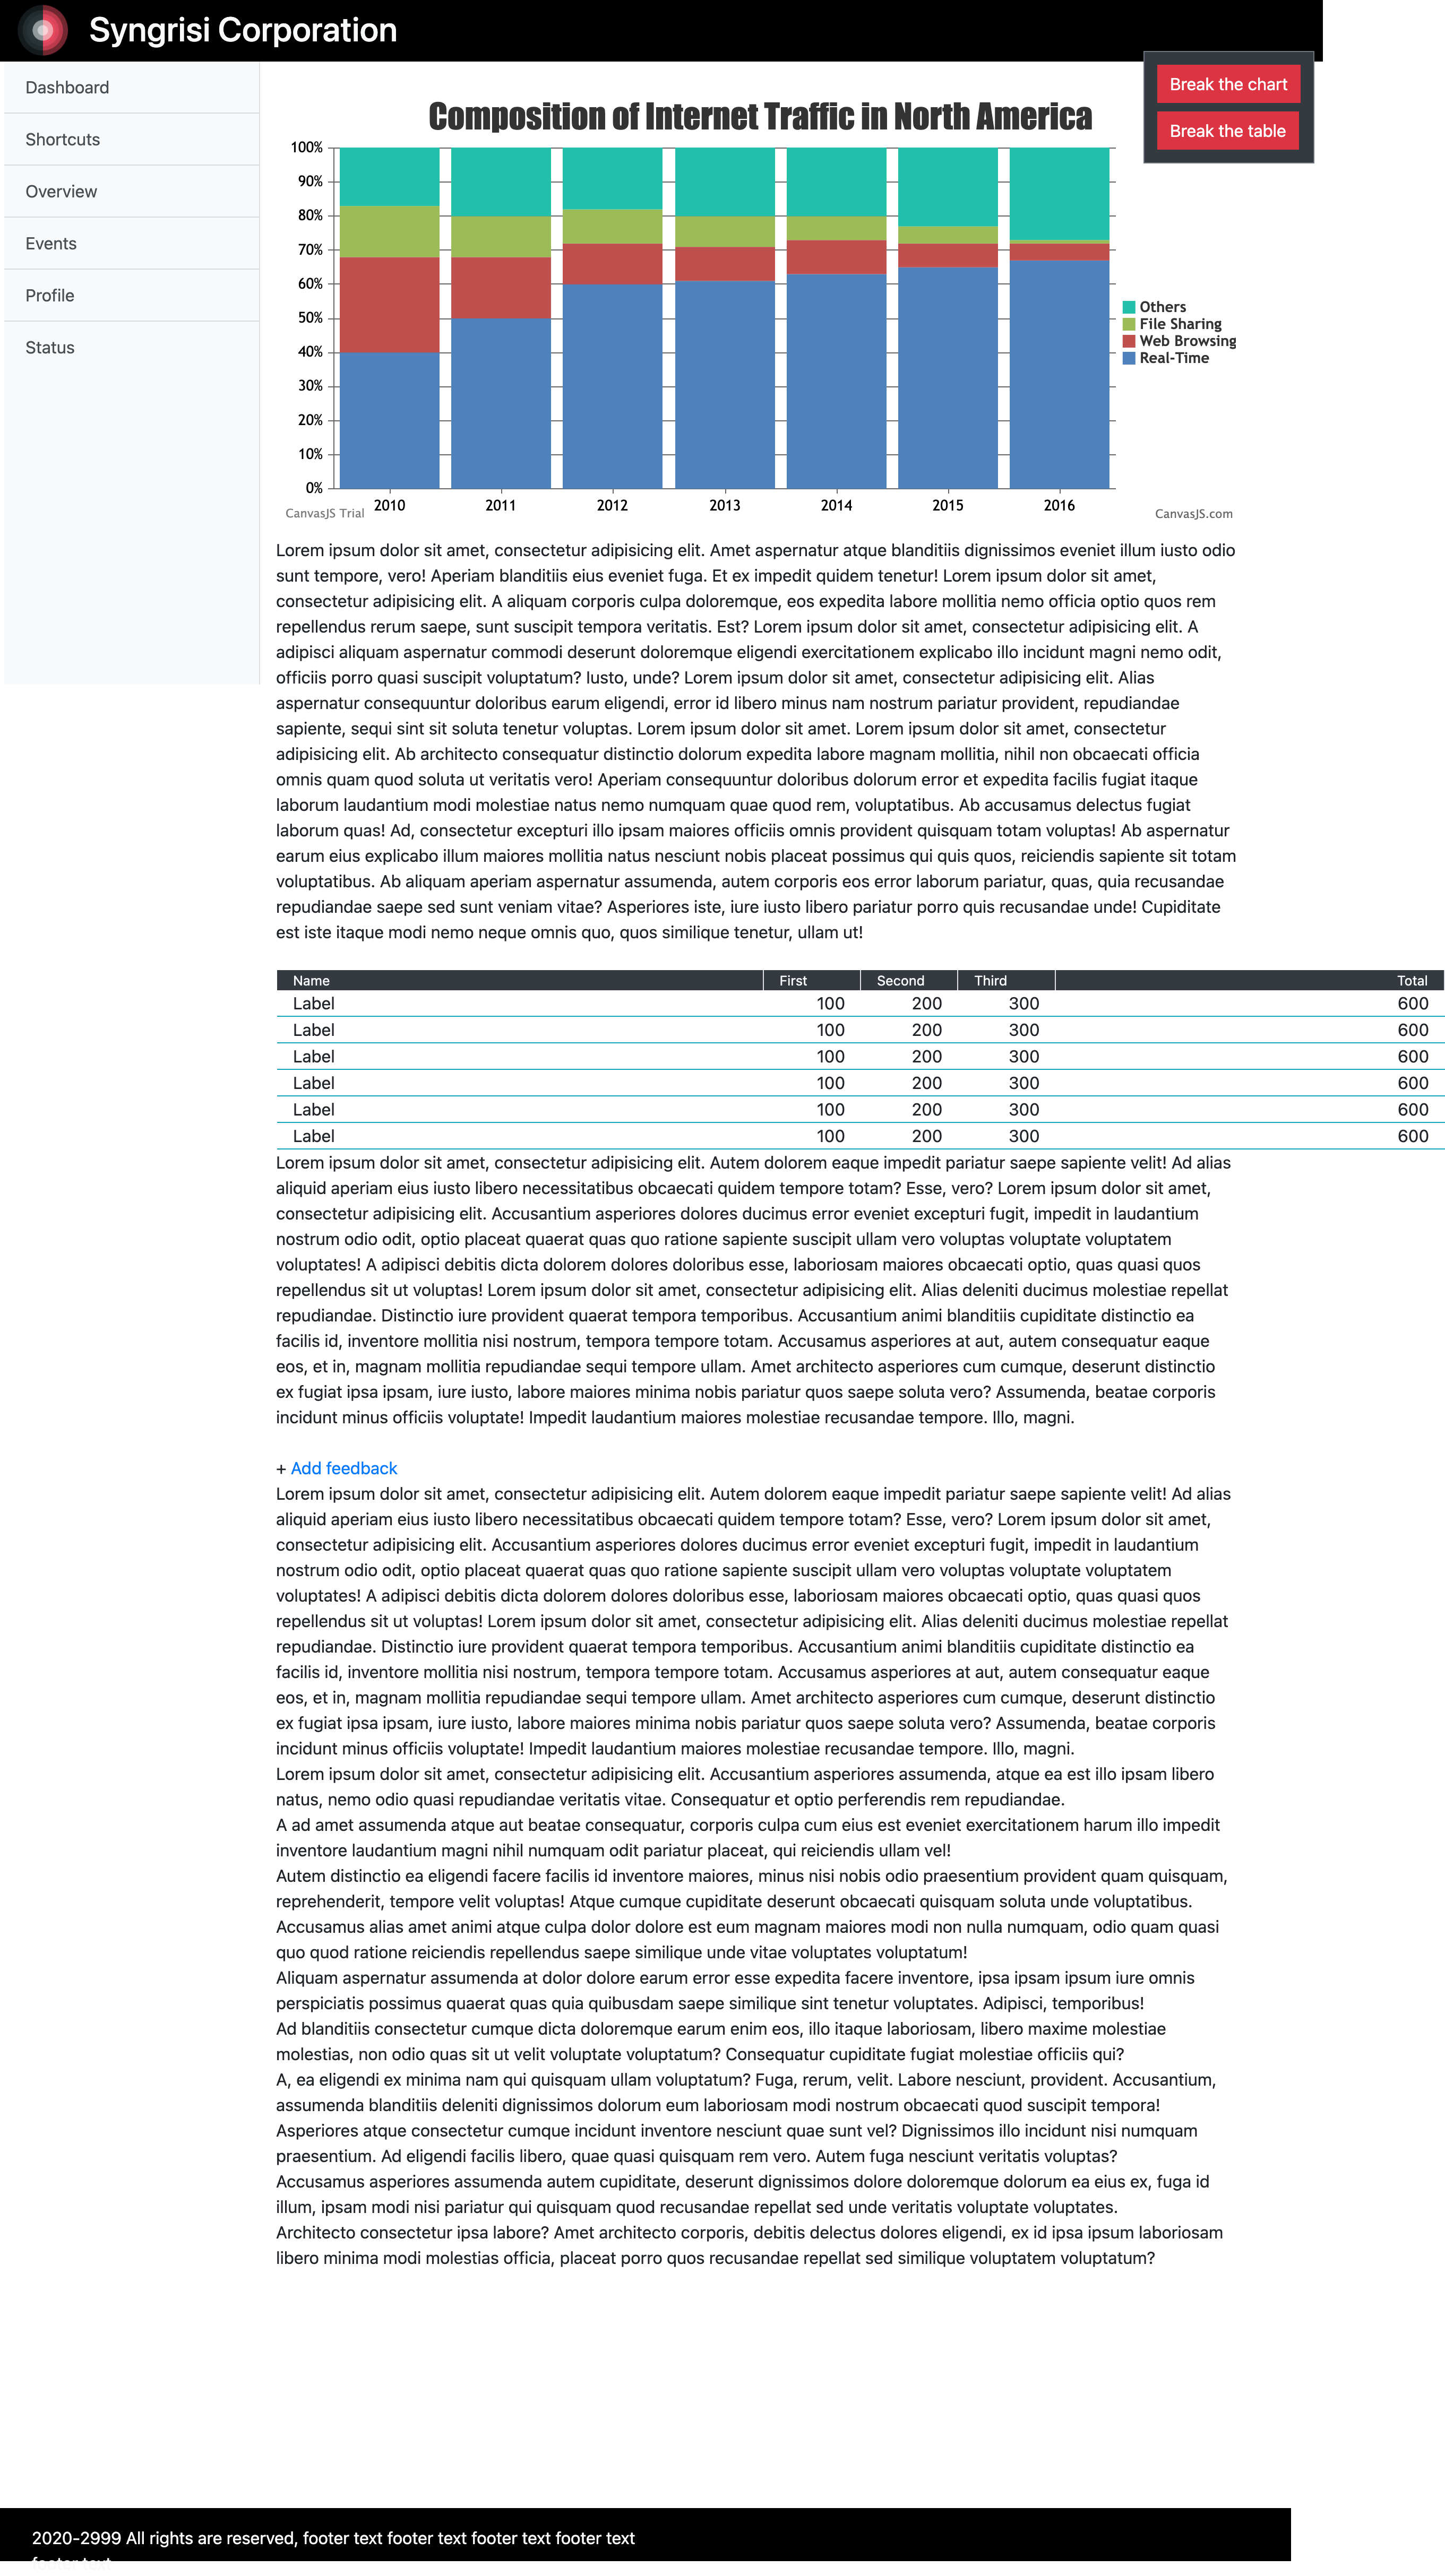 Syngrisi Corporation
Break the chart
Break the table
Dashboard
Shortcuts
Overview
Events
Profile
Status
Composition of Internet Traffic in North America
100%
90%
80%
70%
60%
50%
40%
30%
20%
10%
0%
2010 2011 2012 2013 2014 2015 2016
Others
File Sharing
Web Browsing
Real-Time
CanvasJS Trial
CanvasJS.com
Lorem ipsum dolor sit amet, consectetur adipisicing elit. Amet aspernatur atque blanditiis dignissimos eveniet illum iusto odio
sunt tempore, vero! Aperiam blanditiis eius eveniet fuga. Et ex impedit quidem tenetur! Lorem ipsum dolor sit amet,
consectetur adipisicing elit. A aliquam corporis culpa doloremque, eos expedita labore mollitia nemo officia optio quos rem
repellendus rerum saepe, sunt suscipit tempora veritatis. Est? Lorem ipsum dolor sit amet, consectetur adipisicing elit. A
adipisci aliquam aspernatur commodi deserunt doloremque eligendi exercitationem explicabo illo incidunt magni nemo odit,
officiis porro quasi suscipit voluptatum? Iusto, unde? Lorem ipsum dolor sit amet, consectetur adipisicing elit. Alias
aspernatur consequuntur doloribus earum eligendi, error id libero minus nam nostrum pariatur provident, repudiandae
sapiente, sequi sint sit soluta tenetur voluptas. Lorem ipsum dolor sit amet. Lorem ipsum dolor sit amet, consectetur
adipisicing elit. Ab architecto consequatur distinctio dolorum expedita labore magnam mollitia, nihil non obcaecati officia
omnis quam quod soluta ut veritatis vero! Aperiam consequuntur doloribus dolorum error et expedita facilis fugiat itaque
laborum laudantium modi molestiae natus nemo numquam quae quod rem, voluptatibus. Ab accusamus delectus fugiat
laborum quas! Ad, consectetur excepturi illo ipsam maiores officiis omnis provident quisquam totam voluptas! Ab aspernatur
earum eius explicabo illum maiores mollitia natus nesciunt nobis placeat possimus qui quis quos, reiciendis sapiente sit totam
voluptatibus. Ab aliquam aperiam aspernatur assumenda, autem corporis eos error laborum pariatur, quas, quia recusandae
repudiandae saepe sed sunt veniam vitae? Asperiores iste, iure iusto libero pariatur porro quis recusandae unde! Cupiditate
est iste itaque modi nemo neque omnis quo, quos similique tenetur, ullam ut!
Name First Second Third Total
Label 100 200 300 600
Label 100 200 300 600
Label 100 200 300 600
Label 100 200 300 600
Label 100 200 300 600
Label 100 200 300 600
Lorem ipsum dolor sit amet, consectetur adipisicing elit. Autem dolorem eaque impedit pariatur saepe sapiente velit! Ad alias
aliquid aperiam eius iusto libero necessitatibus obcaecati quidem tempore totam? Esse, vero? Lorem ipsum dolor sit amet,
consectetur adipisicing elit. Accusantium asperiores dolores ducimus error eveniet excepturi fugit, impedit in laudantium
nostrum odio odit, optio placeat quaerat quas quo ratione sapiente suscipit ullam vero voluptas voluptate voluptatem
voluptates! A adipisci debitis dicta dolorem dolores doloribus esse, laboriosam maiores obcaecati optio, quas quasi quos
repellendus sit ut voluptas! Lorem ipsum dolor sit amet, consectetur adipisicing elit. Alias deleniti ducimus molestiae repellat
repudiandae. Distinctio iure provident quaerat tempora temporibus. Accusantium animi blanditiis cupiditate distinctio ea
facilis id, inventore mollitia nisi nostrum, tempora tempore totam. Accusamus asperiores at aut, autem consequatur eaque
eos, et in, magnam mollitia repudiandae sequi tempore ullam. Amet architecto asperiores cum cumque, deserunt distinctio
ex fugiat ipsa ipsam, iure iusto, labore maiores minima nobis pariatur quos saepe soluta vero? Assumenda, beatae corporis
incidunt minus officiis voluptate! Impedit laudantium maiores molestiae recusandae tempore. Illo, magni.
+ Add feedback
Lorem ipsum dolor sit amet, consectetur adipisicing elit. Autem dolorem eaque impedit pariatur saepe sapiente velit! Ad alias
aliquid aperiam eius iusto libero necessitatibus obcaecati quidem tempore totam? Esse, vero? Lorem ipsum dolor sit amet,
consectetur adipisicing elit. Accusantium asperiores dolores ducimus error eveniet excepturi fugit, impedit in laudantium
nostrum odio odit, optio placeat quaerat quas quo ratione sapiente suscipit ullam vero voluptas voluptate voluptatem
voluptates! A adipisci debitis dicta dolorem dolores doloribus esse, laboriosam maiores obcaecati optio, quas quasi quos
repellendus sit ut voluptas! Lorem ipsum dolor sit amet, consectetur adipisicing elit. Alias deleniti ducimus molestiae repellat
repudiandae. Distinctio iure provident quaerat tempora temporibus. Accusantium animi blanditiis cupiditate distinctio ea
facilis id, inventore mollitia nisi nostrum, tempora tempore totam. Accusamus asperiores at aut, autem consequatur eaque
eos, et in, magnam mollitia repudiandae sequi tempore ullam. Amet architecto asperiores cum cumque, deserunt distinctio
ex fugiat ipsa ipsam, iure iusto, labore maiores minima nobis pariatur quos saepe soluta vero? Assumenda, beatae corporis
incidunt minus officiis voluptate! Impedit laudantium maiores molestiae recusandae tempore. Illo, magni.
Lorem ipsum dolor sit amet, consectetur adipisicing elit. Accusantium asperiores assumenda, atque ea est illo ipsam libero
natus, nemo odio quasi repudiandae veritatis vitae. Consequatur et optio perferendis rem repudiandae.
A ad amet assumenda atque aut beatae consequatur, corporis culpa cum eius est eveniet exercitationem harum illo impedit
inventore laudantium magni nihil numquam odit pariatur placeat, qui reiciendis ullam vel!
Autem distinctio ea eligendi facere facilis id inventore maiores, minus nisi nobis odio praesentium provident quam quisquam,
reprehenderit, tempore velit voluptas! Atque cumque cupiditate deserunt obcaecati quisquam soluta unde voluptatibus.
Accusamus alias amet animi atque culpa dolor dolore est eum magnam maiores modi non nulla numquam, odio quam quasi
quo quod ratione reiciendis repellendus saepe similique unde vitae voluptates voluptatum!
Aliquam aspernatur assumenda at dolor dolore earum error esse expedita facere inventore, ipsa ipsam ipsum iure omnis
perspiciatis possimus quaerat quas quia quibusdam saepe similique sint tenetur voluptates. Adipisci, temporibus!
Ad blanditiis consectetur cumque dicta doloremque earum enim eos, illo itaque laboriosam, libero maxime molestiae
molestias, non odio quas sit ut velit voluptate voluptatum? Consequatur cupiditate fugiat molestiae officiis qui?
A, ea eligendi ex minima nam qui quisquam ullam voluptatum? Fuga, rerum, velit. Labore nesciunt, provident. Accusantium,
assumenda blanditiis deleniti dignissimos dolorum eum laboriosam modi nostrum obcaecati quod suscipit tempora!
Asperiores atque consectetur cumque incidunt inventore nesciunt quae sunt vel? Dignissimos illo incidunt nisi numquam
praesentium. Ad eligendi facilis libero, quae quasi quisquam rem vero. Autem fuga nesciunt veritatis voluptas?
Accusamus asperiores assumenda autem cupiditate, deserunt dignissimos dolore doloremque dolorum ea eius ex, fuga id
illum, ipsam modi nisi pariatur qui quisquam quod recusandae repellat sed unde veritatis voluptate voluptates.
Architecto consectetur ipsa labore? Amet architecto corporis, debitis delectus dolores eligendi, ex id ipsa ipsum laboriosam
libero minima modi molestias officia, placeat porro quos recusandae repellat sed similique voluptatem voluptatum?
2020-2999 All rights are reserved, footer text footer text footer text footer text